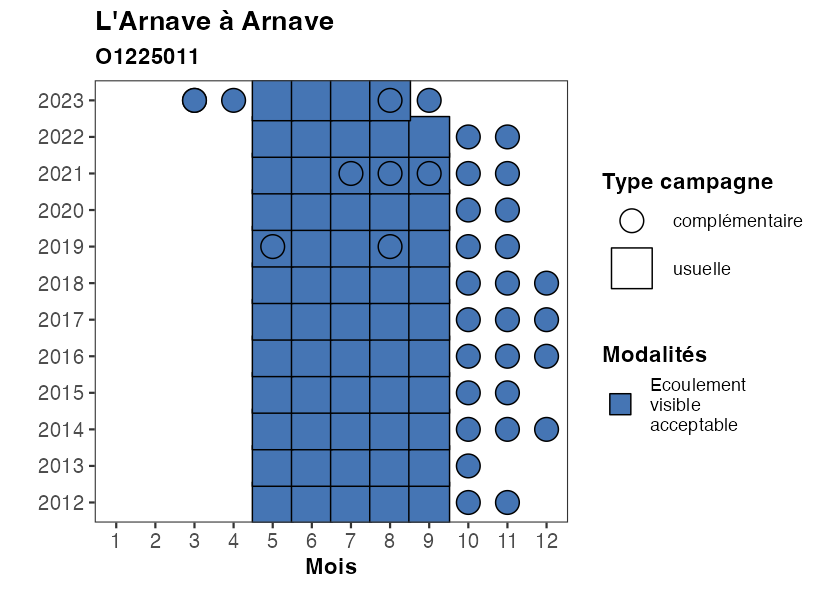 L'Arnave à Arnave
O1225011
2023
2022
2021
2020
2019
2018
2017
2016
2015
2014
2013
2012
1 2 3 4 5 6 7 8 9 10 11 12
Mois
Type campagne
complémentaire
usuelle
Modalités
Ecoulement
visible
acceptable